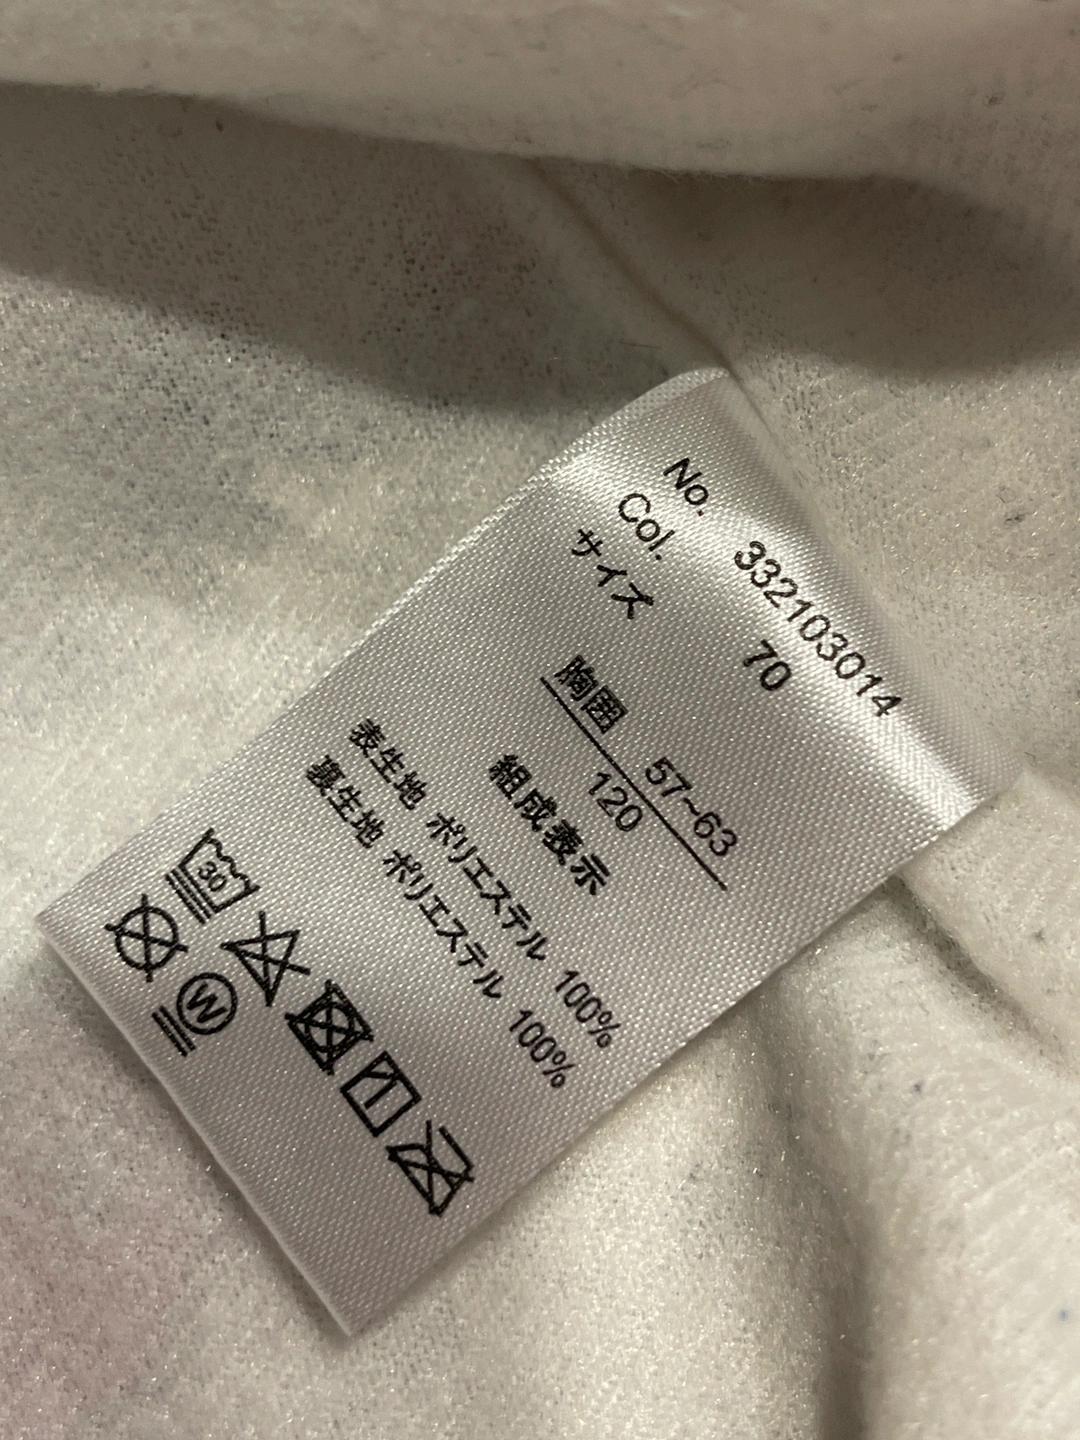 No. 332103014
Col. 70
サイズ
胸囲 57~63
120
組成表示
表生地 ポリエステル 100%
裏生地 ポリエステル 100%
30
W